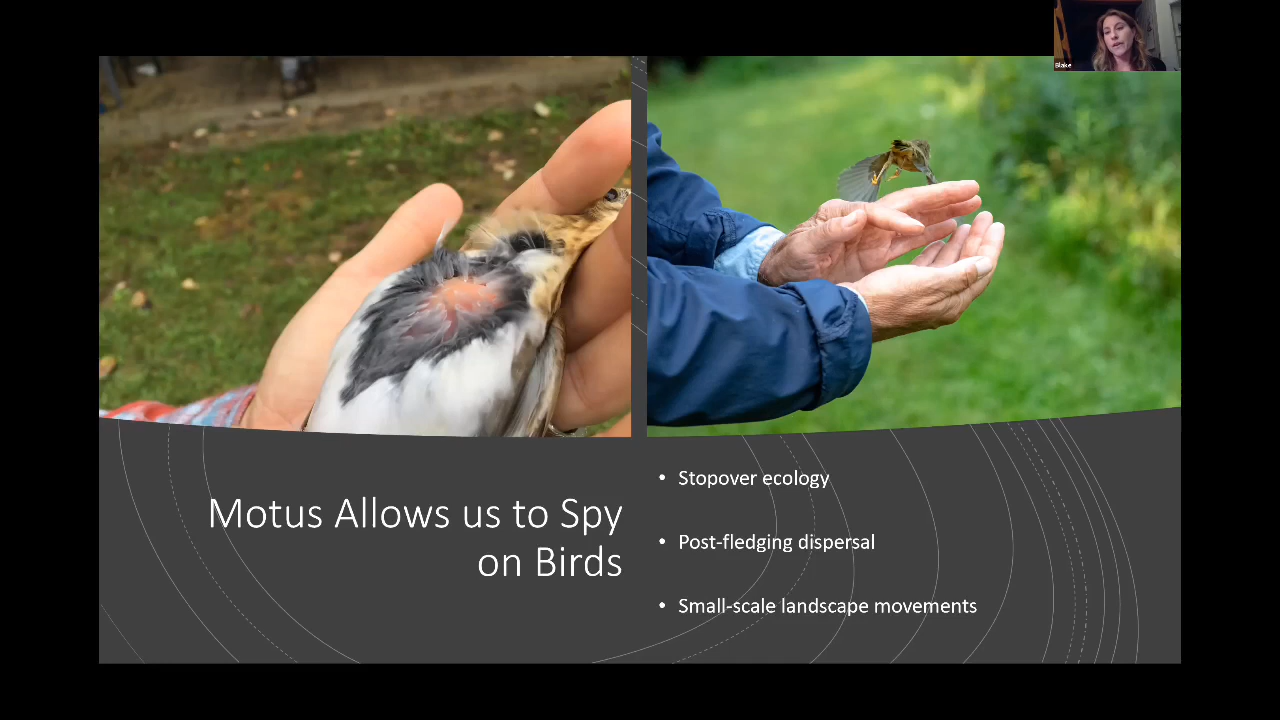 Blake
Motus Allows us to Spy
on Birds
• Stopover ecology
• Post-fledging dispersal
• Small-scale landscape movements